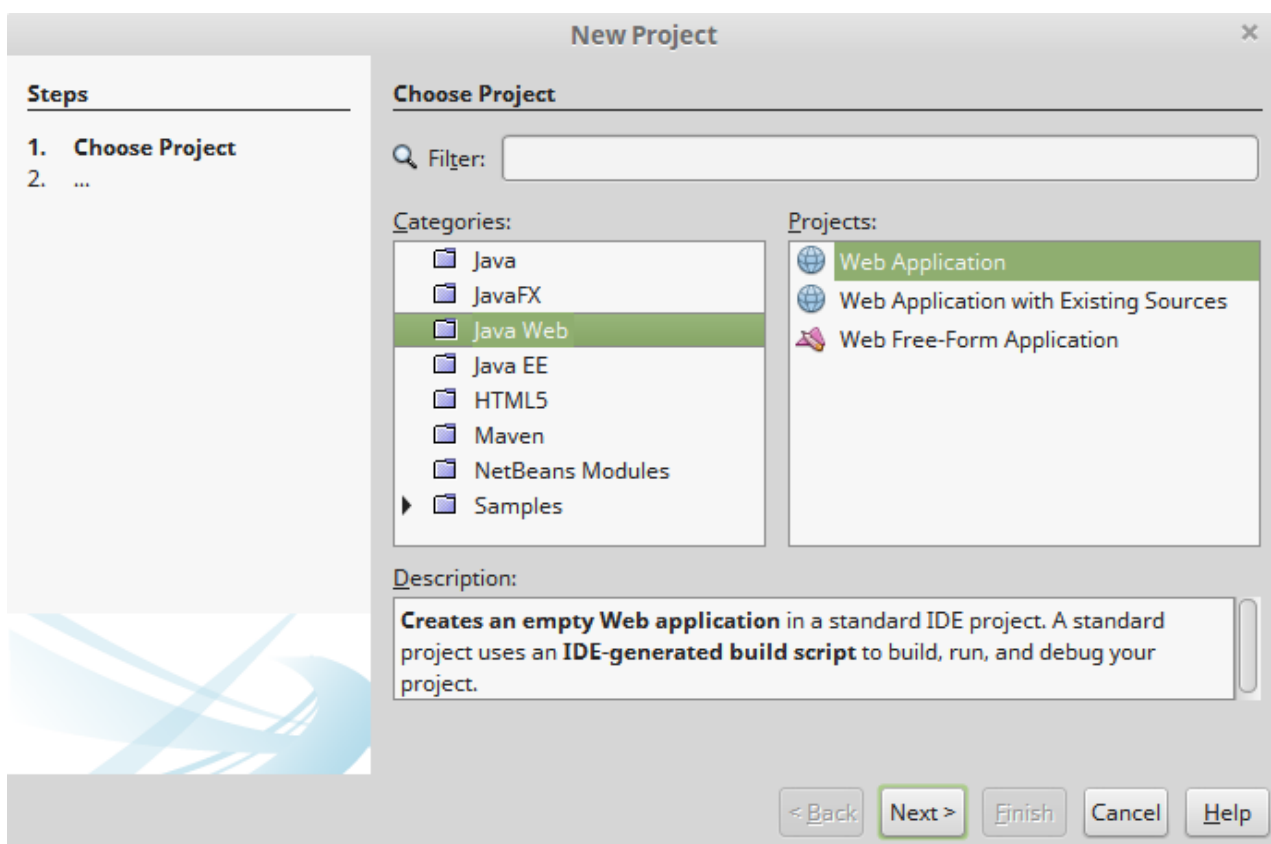 New Project
Steps
1. Choose Project
2. ...
Choose Project
Filter:
Categories:
Java
JavaFX
Java Web
Java EE
HTML5
Maven
NetBeans Modules
Samples
Projects:
Web Application
Web Application with Existing Sources
Web Free-Form Application
Description:
Creates an empty Web application in a standard IDE project. A standard
project uses an IDE-generated build script to build, run, and debug your
project.
< Back
Next >
Finish
Cancel
Help